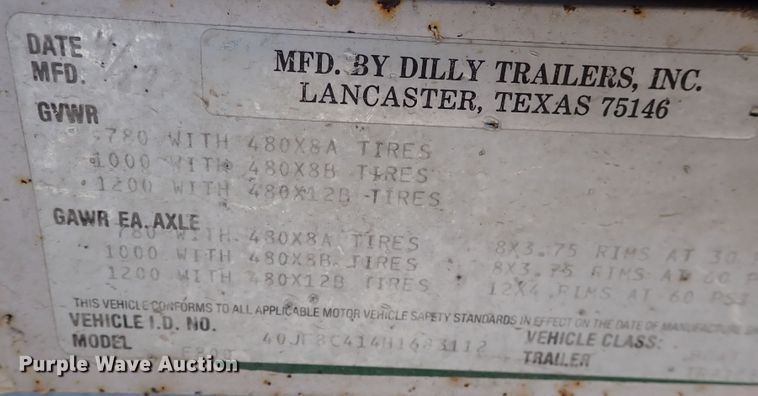 DATE
MFD.
MFD. BY DILLY TRAILERS, INC.
LANCASTER, TEXAS 75146
GVWR
780 WITH 480X8A TIRES
1000 WITH 480X8B TIRES
1200 WITH 480X12B TIRES
GAWR EA. AXLE
780 WITH 480X8A TIRES 8X3.75 RIMS AT 30
1000 WITH 480X8B TIRES 8X3.75 RIMS AT 60 P
1200 WITH 480X12B TIRES 12X4 RIMS AT 60 PSI
THIS VEHICLE CONFORMS TO ALL APPLICABLE MOTOR VEHICLE SAFETY STANDARDS IN EFFECT ON THE DATE OF MANUFACTURE
VEHICLE I.D. NO. VEHICLE CLASS:
MODEL TRAILER
Purple Wave Auction